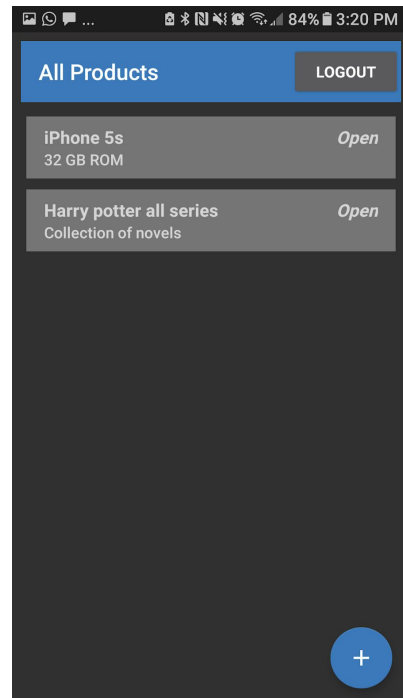 ... 84% 3:20 PM
All Products LOGOUT
iPhone 5s Open
32 GB ROM
Harry potter all series Open
Collection of novels
+